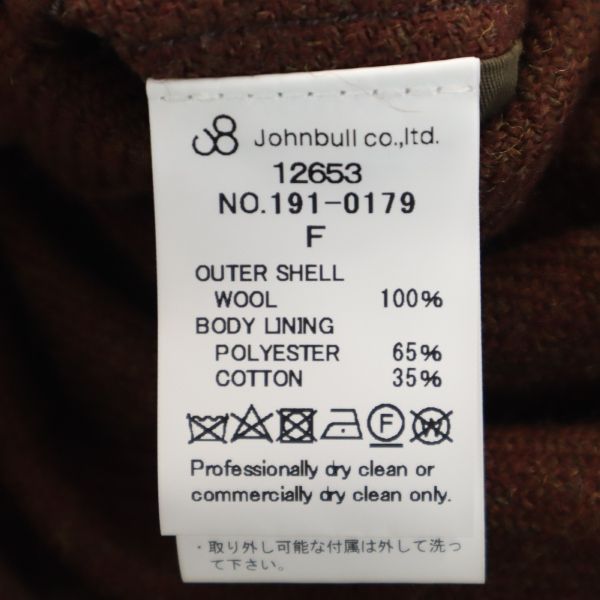 Johnbull co.,ltd.
12653
NO.191-0179
F
OUTER SHELL
WOOL 100%
BODY LINING
POLYESTER 65%
COTTON 35%
F W
Professionally dry clean or
commercially dry clean only.
・取り外し可能な付属は外して洗っ
て下さい。